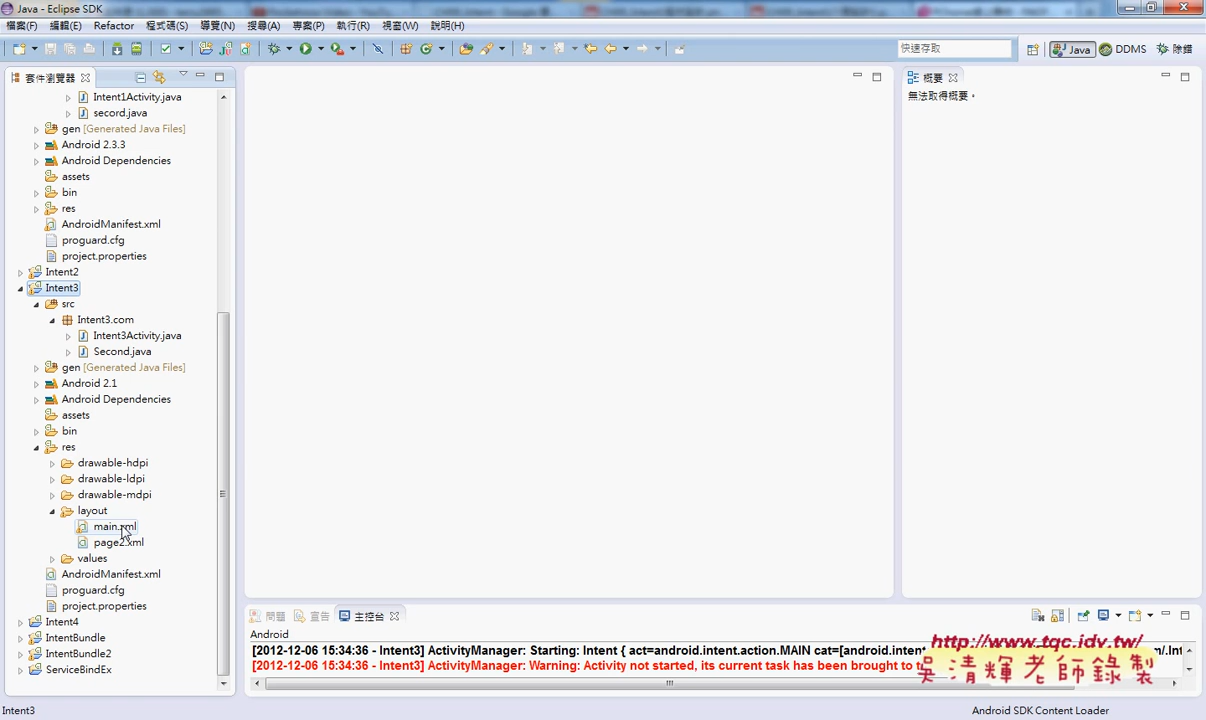 Java - Eclipse SDK
檔案(F) 編輯(E) Refactor 程式碼(S) 導覽(N) 搜尋(A) 專案(P) 執行(R) 視窗(W) 說明(H)
快速存取 Java DDMS 除錯
套件瀏覽器
概要
Intent1Activity.java
無法取得概要。
secord.java
gen [Generated Java Files]
Android 2.3.3
Android Dependencies
assets
bin
res
AndroidManifest.xml
proguard.cfg
project.properties
Intent2
Intent3
src
Intent3.com
Intent3Activity.java
Second.java
gen [Generated Java Files]
Android 2.1
Android Dependencies
assets
bin
res
drawable-hdpi
drawable-ldpi
drawable-mdpi
layout
main.xml
page2.xml
values
AndroidManifest.xml
proguard.cfg
project.properties
Intent4
IntentBundle
IntentBundle2
ServiceBindEx
問題 宣告 主控台
Android
[2012-12-06 15:34:36 - Intent3] ActivityManager: Starting: Intent { act=android.intent.action.MAIN cat=[android.intent
[2012-12-06 15:34:36 - Intent3] ActivityManager: Warning: Activity not started, its current task has been brought to
http://www.tqc.idv.tw/
吳清輝老師錄製
Intent3
Android SDK Content Loader